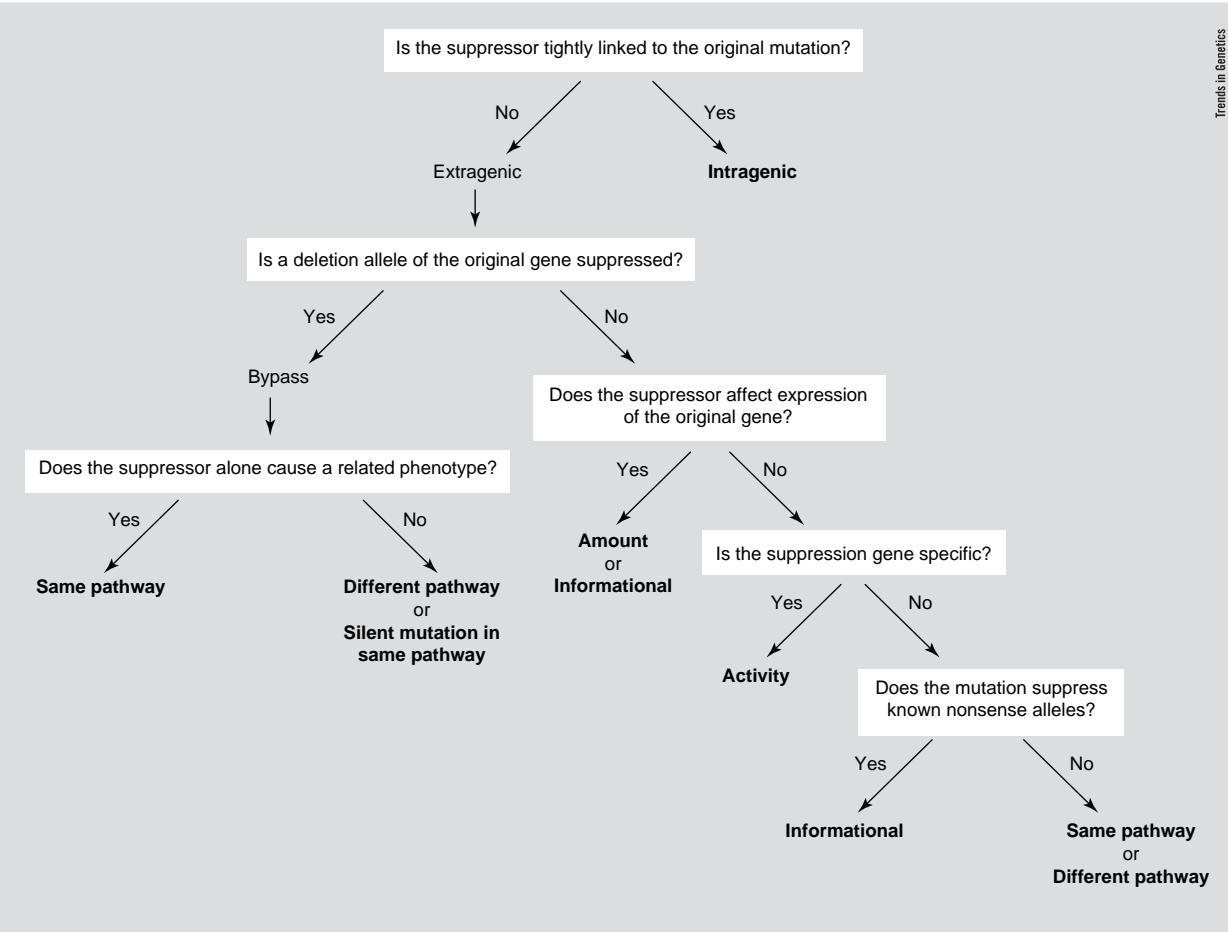 Trends in Genetics
Is the suppressor tightly linked to the original mutation?
No
Yes
Extragenic
Intragenic
Is a deletion allele of the original gene suppressed?
Yes
No
Bypass
Does the suppressor affect expression
of the original gene?
Does the suppressor alone cause a related phenotype?
Yes
No
Yes
No
Same pathway
Different pathway
or
Silent mutation in
same pathway
Amount
or
Informational
Is the suppression gene specific?
Yes
No
Activity
Does the mutation suppress
known nonsense alleles?
Yes
No
Informational
Same pathway
or
Different pathway